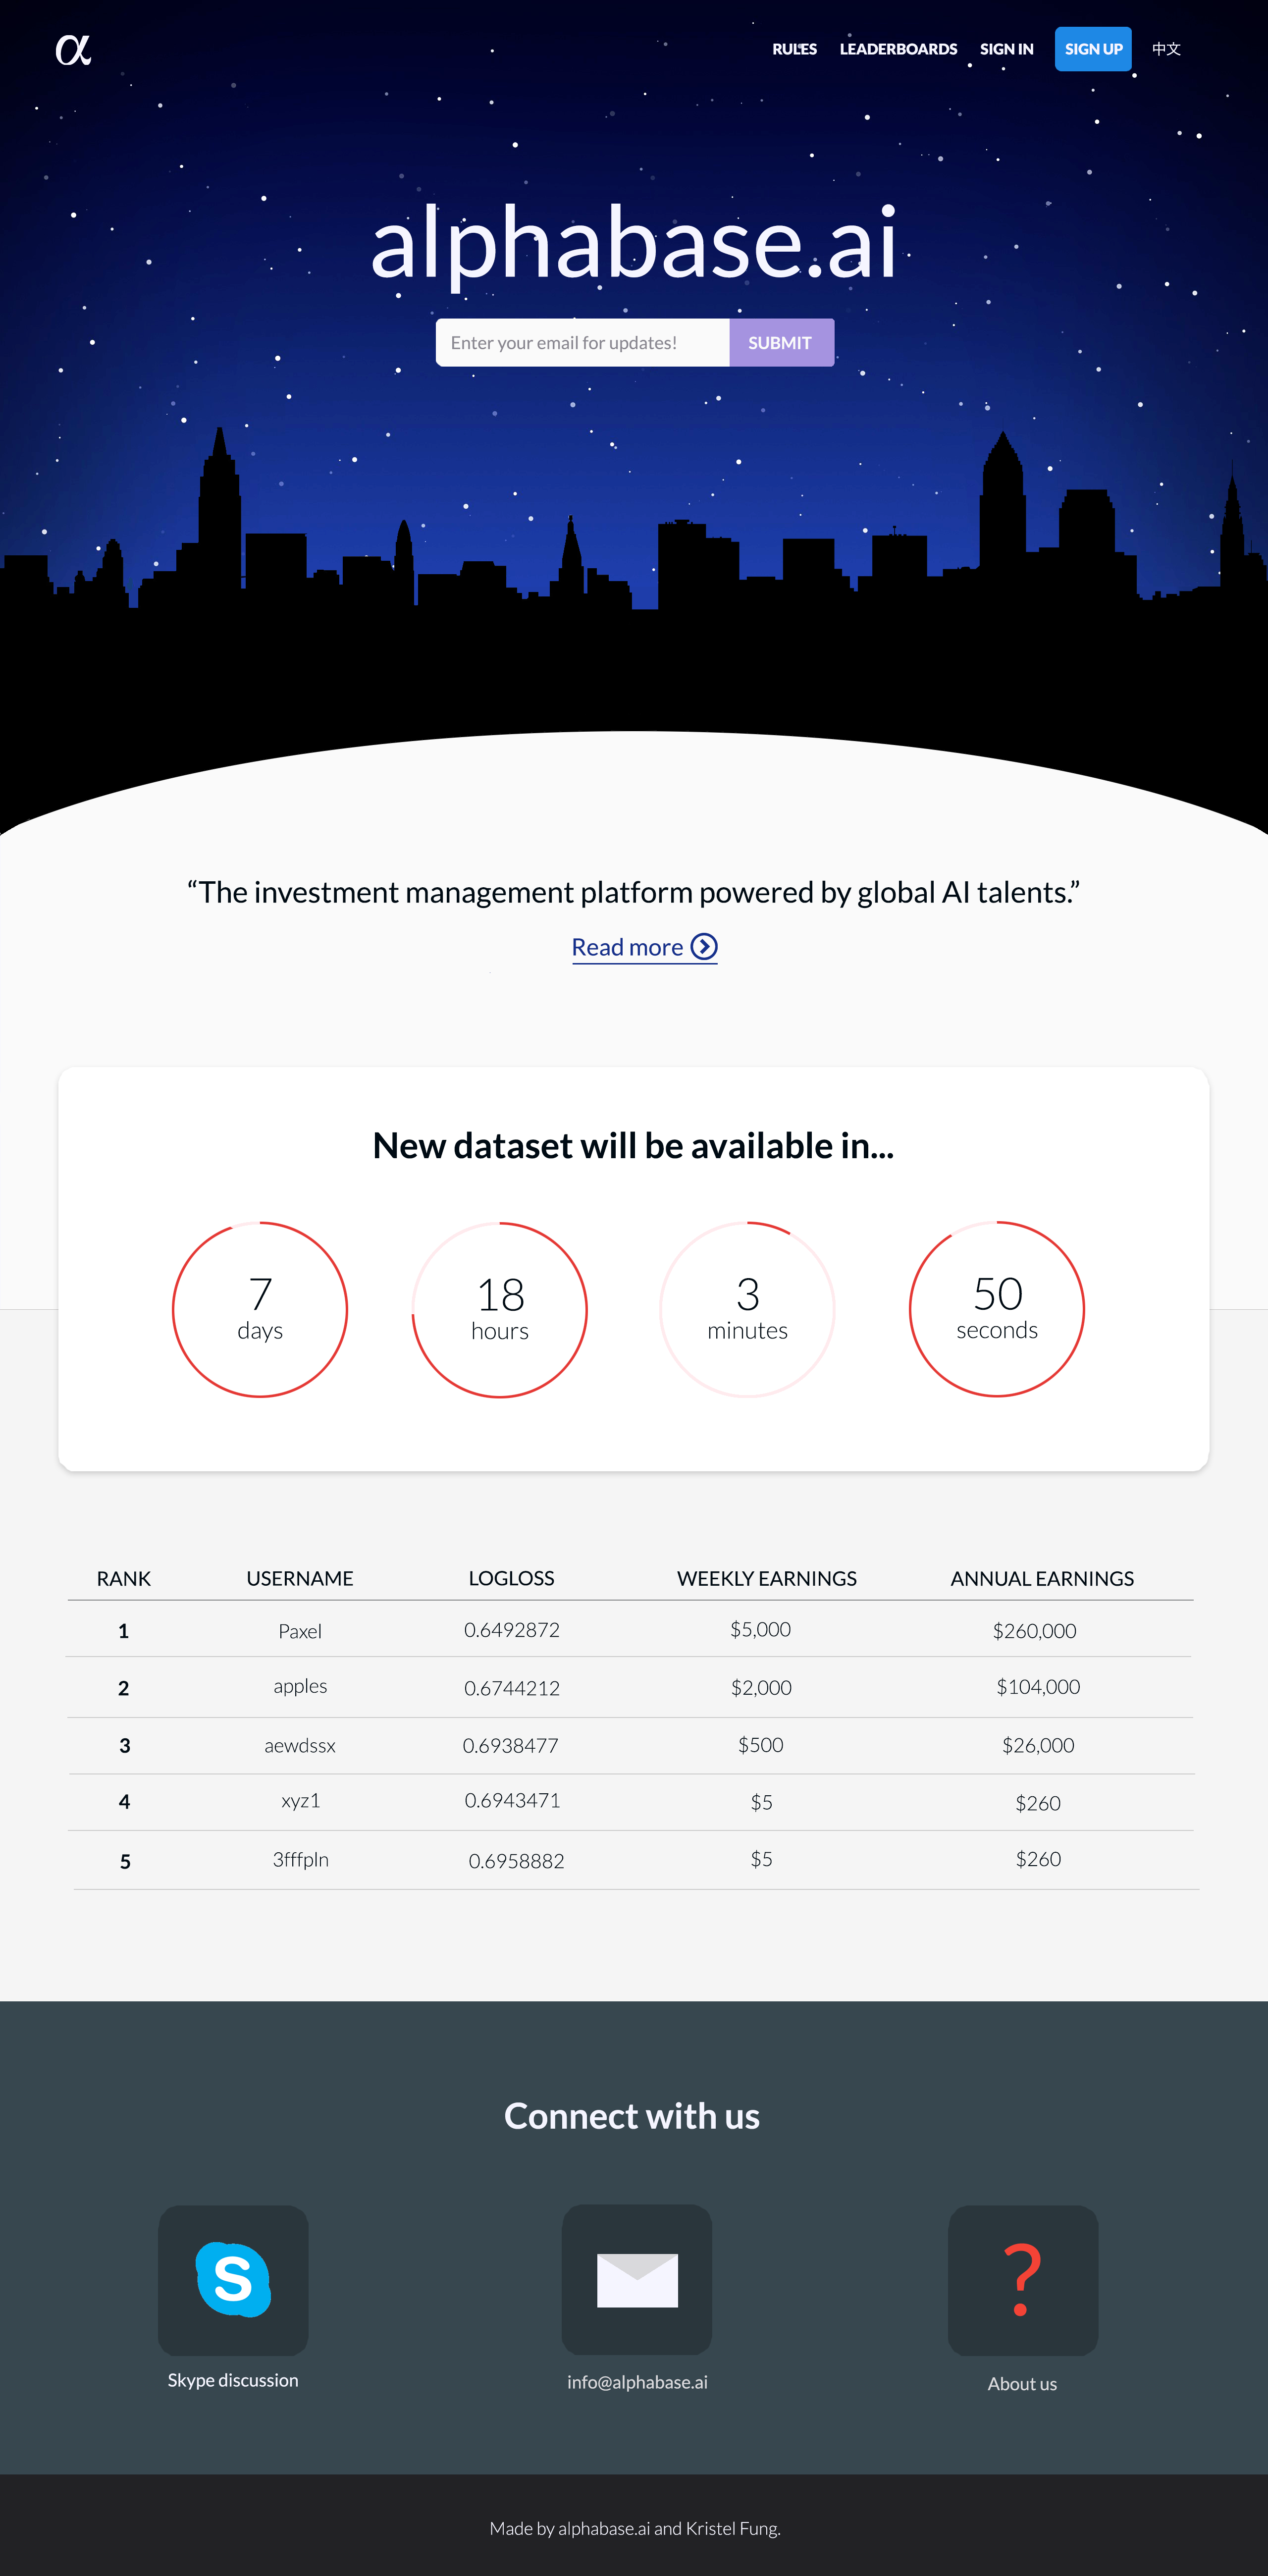 α
RULES LEADERBOARDS SIGN IN SIGN UP 中文
alphabase.ai
Enter your email for updates! SUBMIT
“The investment management platform powered by global AI talents.”
Read more
New dataset will be available in...
7 18 3 50
days hours minutes seconds
RANK USERNAME LOGLOSS WEEKLY EARNINGS ANNUAL EARNINGS
1 Paxel 0.6492872 $5,000 $260,000
2 apples 0.6744212 $2,000 $104,000
3 aewdssx 0.6938477 $500 $26,000
4 xyz1 0.6943471 $5 $260
5 3fffpln 0.6958882 $5 $260
Connect with us
S ?
Skype discussion info@alphabase.ai About us
Made by alphabase.ai and Kristel Fung.